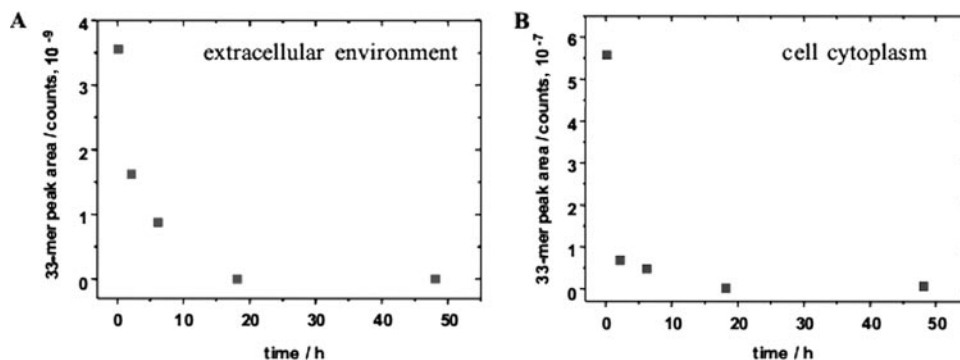 A
extracellular environment
33-mer peak area / counts, 10⁻⁹
4
3
2
1
0
0 10 20 30 40 50
time / h
B
cell cytoplasm
33-mer peak area / counts, 10⁻⁷
6
5
4
3
2
1
0
0 10 20 30 40 50
time / h